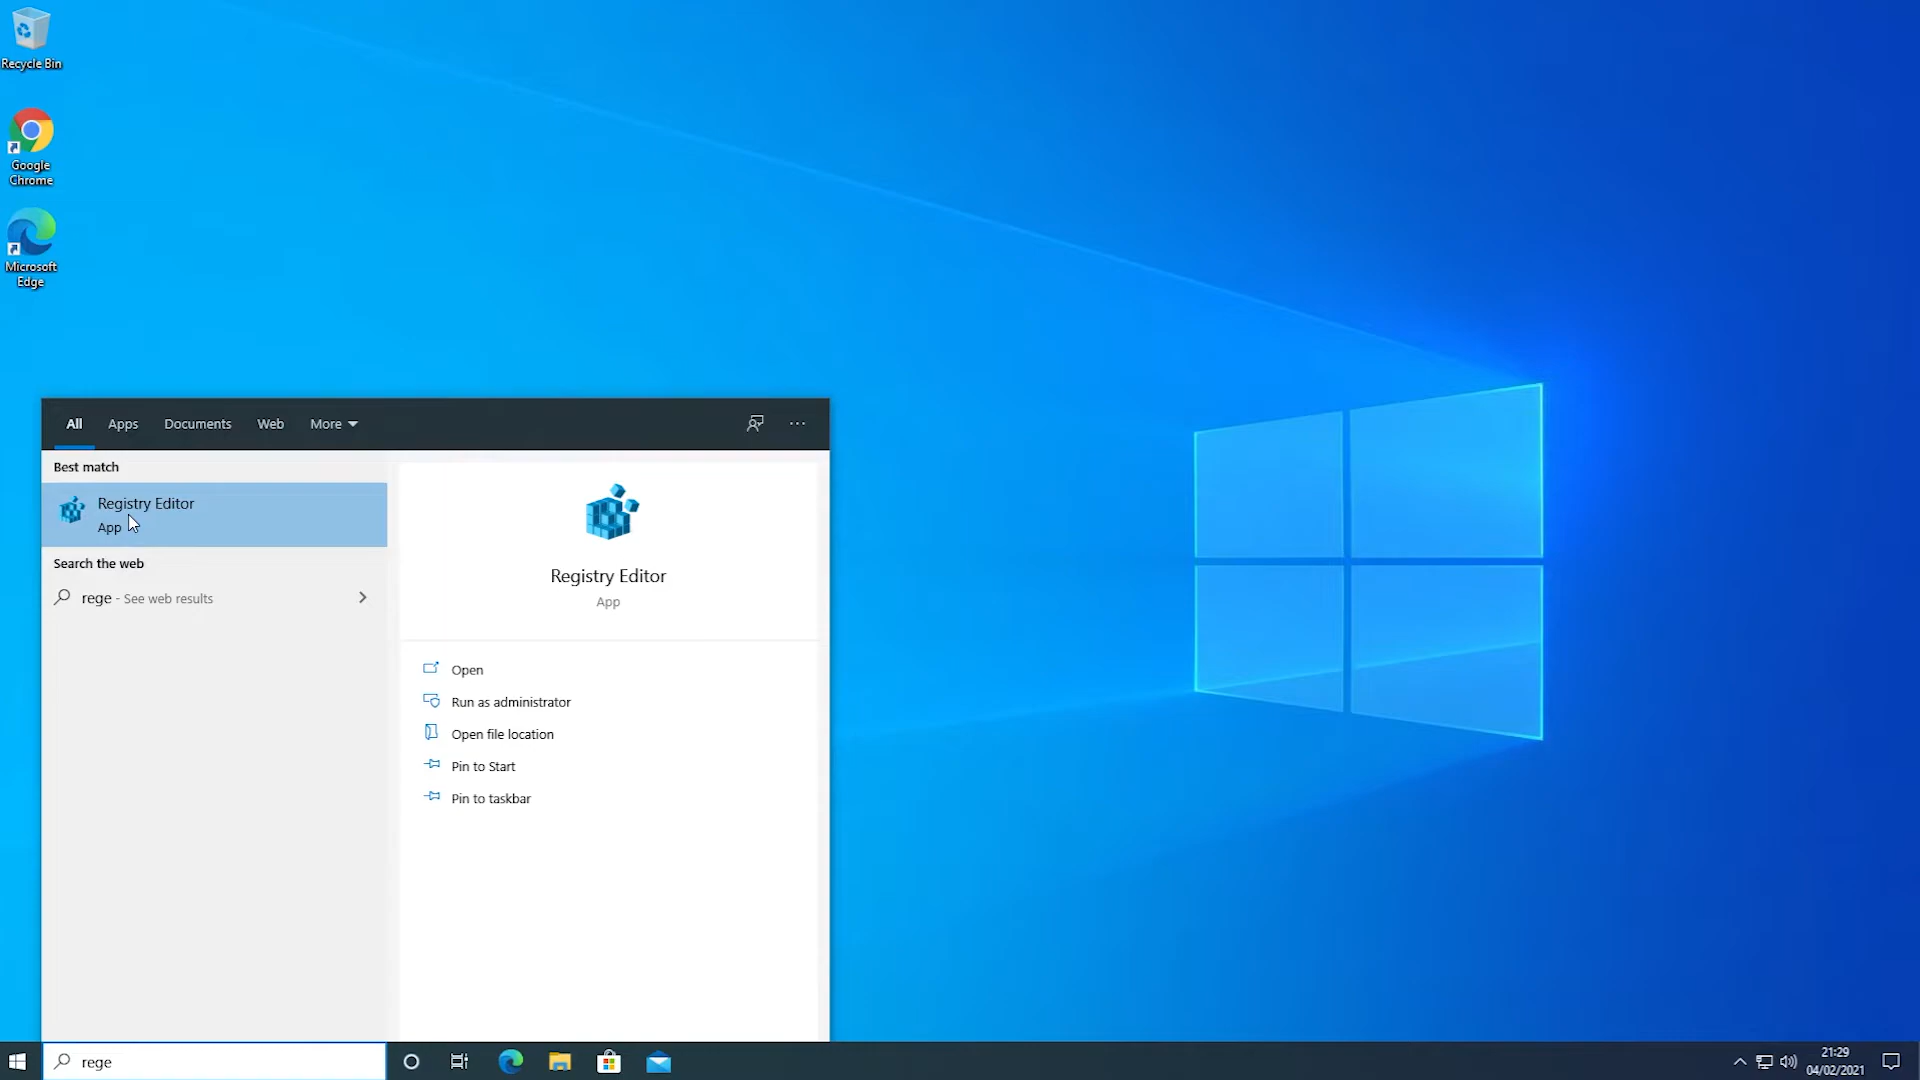 Recycle Bin
Google
Chrome
Microsoft
Edge
All Apps Documents Web More
Best match
Registry Editor
App
Search the web
rege - See web results
Registry Editor
App
Open
Run as administrator
Open file location
Pin to Start
Pin to taskbar
rege
21:29
04/02/2021